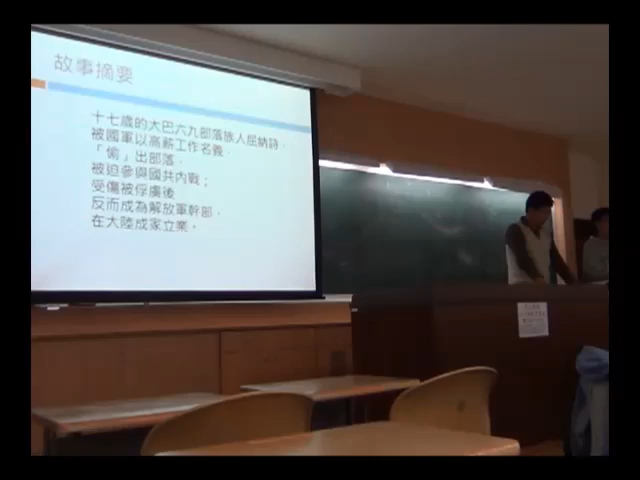 故事摘要
十七歲的大巴六九部落族人屈納詩，
被國軍以高薪工作名義，
「偷」出部落，
被迫參與國共內戰；
受傷被俘虜後
反而成為解放軍幹部，
在大陸成家立業。